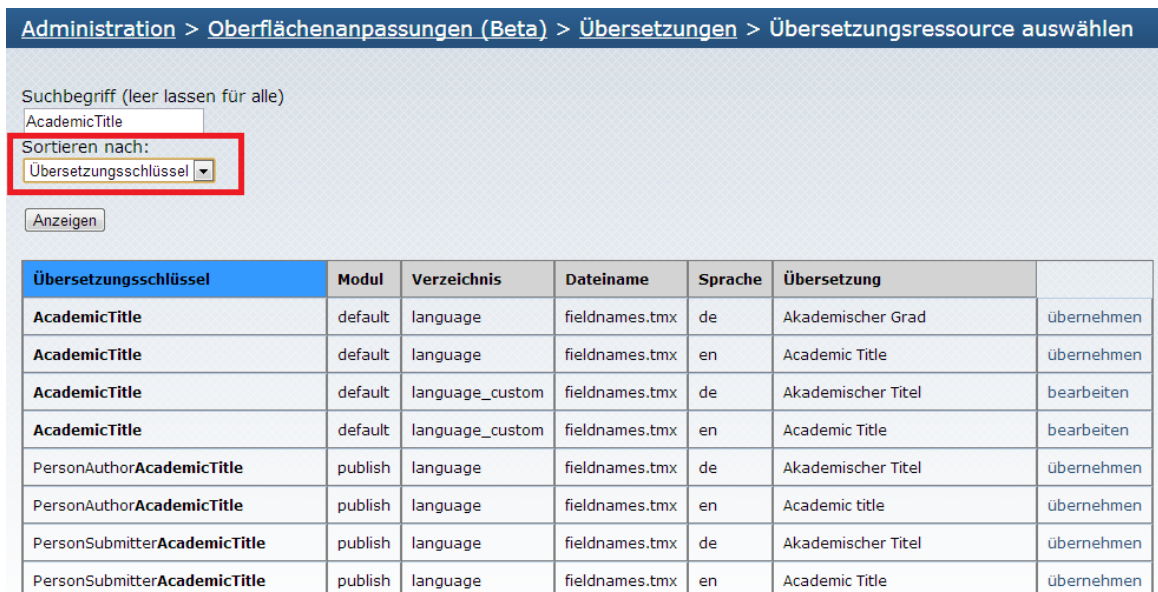 Administration > Oberflächenanpassungen (Beta) > Übersetzungen > Übersetzungsressource auswählen
Suchbegriff (leer lassen für alle)
AcademicTitle
Sortieren nach:
Übersetzungsschlüssel
Anzeigen
Übersetzungsschlüssel Modul Verzeichnis Dateiname Sprache Übersetzung
AcademicTitle default language fieldnames.tmx de Akademischer Grad übernehmen
AcademicTitle default language fieldnames.tmx en Academic Title übernehmen
AcademicTitle default language_custom fieldnames.tmx de Akademischer Titel bearbeiten
AcademicTitle default language_custom fieldnames.tmx en Academic Title bearbeiten
PersonAuthorAcademicTitle publish language fieldnames.tmx de Akademischer Titel übernehmen
PersonAuthorAcademicTitle publish language fieldnames.tmx en Academic title übernehmen
PersonSubmitterAcademicTitle publish language fieldnames.tmx de Akademischer Titel übernehmen
PersonSubmitterAcademicTitle publish language fieldnames.tmx en Academic Title übernehmen